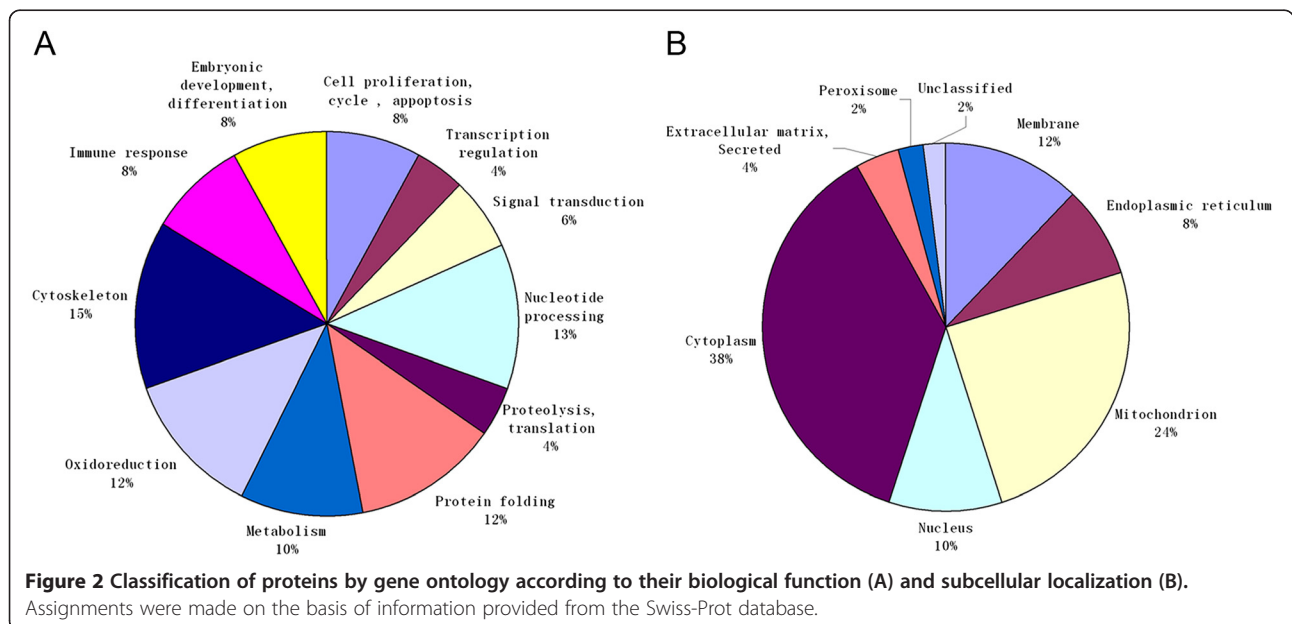 A
Embryonic
development,
differentiation
8%
Cell proliferation,
cycle , appoptosis
8%
Transcription
regulation
4%
Signal transduction
6%
Nucleotide
processing
13%
Proteolysis,
translation
4%
Protein folding
12%
Metabolism
10%
Oxidoreduction
12%
Cytoskeleton
15%
Immune response
8%
B
Peroxisome
2%
Unclassified
2%
Membrane
12%
Endoplasmic reticulum
8%
Mitochondrion
24%
Nucleus
10%
Cytoplasm
38%
Extracellular matrix,
Secreted
4%
Figure 2 Classification of proteins by gene ontology according to their biological function (A) and subcellular localization (B).
Assignments were made on the basis of information provided from the Swiss-Prot database.